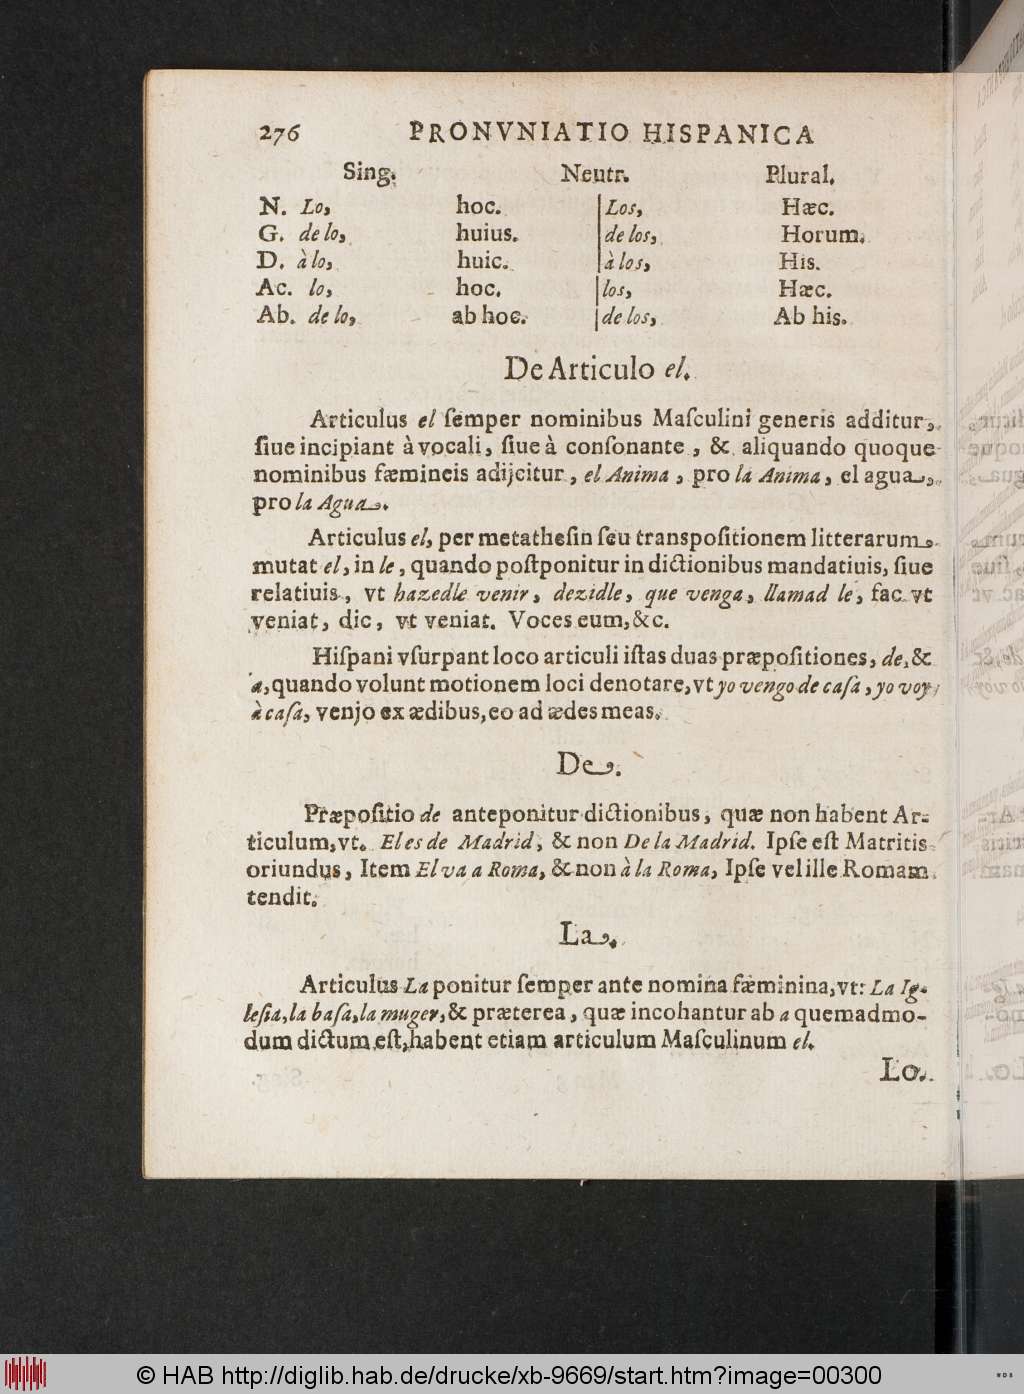 276 PRONVNIATIO HISPANICA
Sing. Neutr. Plural.
N. Lo, hoc. | Los, Hæc.
G. de lo, huius. | de los, Horum.
D. à lo, huic. | à los, His.
Ac. lo, hoc. | los, Hæc.
Ab. de lo, ab hoc. | de los, Ab his.
De Articulo el.
Articulus el ſemper nominibus Maſculini generis additur,
ſiue incipiant à vocali, ſiue à conſonante, & aliquando quoque
nominibus fæmineis adijcitur, el Anima, pro la Anima, el agua,
pro la Agua.
Articulus el, per metatheſin ſeu transpoſitionem litterarum
mutat el, in le, quando poſtponitur in dictionibus mandatiuis, ſiue
relatiuis, vt hazedle venir, dezidle, que venga, llamad le, fac vt
veniat, dic, vt veniat. Voces eum, &c.
Hiſpani vſurpant loco articuli iſtas duas præpoſitiones, de, &
a, quando volunt motionem loci denotare, vt yo vengo de caſa, yo voy
à caſa, venjo ex ædibus, eo ad ædes meas.
De.
Præpoſitio de anteponitur dictionibus, quæ non habent Ar-
ticulum, vt. El es de Madrid, & non De la Madrid. Ipſe eſt Matritis
oriundus, Item El va a Roma, & non à la Roma, Ipſe vel ille Romam
tendit.
La.
Articulus La ponitur ſemper ante nomina fæminina, vt: La Ig-
leſia, la baſa, la muger, & præterea, quæ incohantur ab a quemadmo-
dum dictum eſt, habent etiam articulum Maſculinum el.
Lo.
© HAB http://diglib.hab.de/drucke/xb-9669/start.htm?image=00300